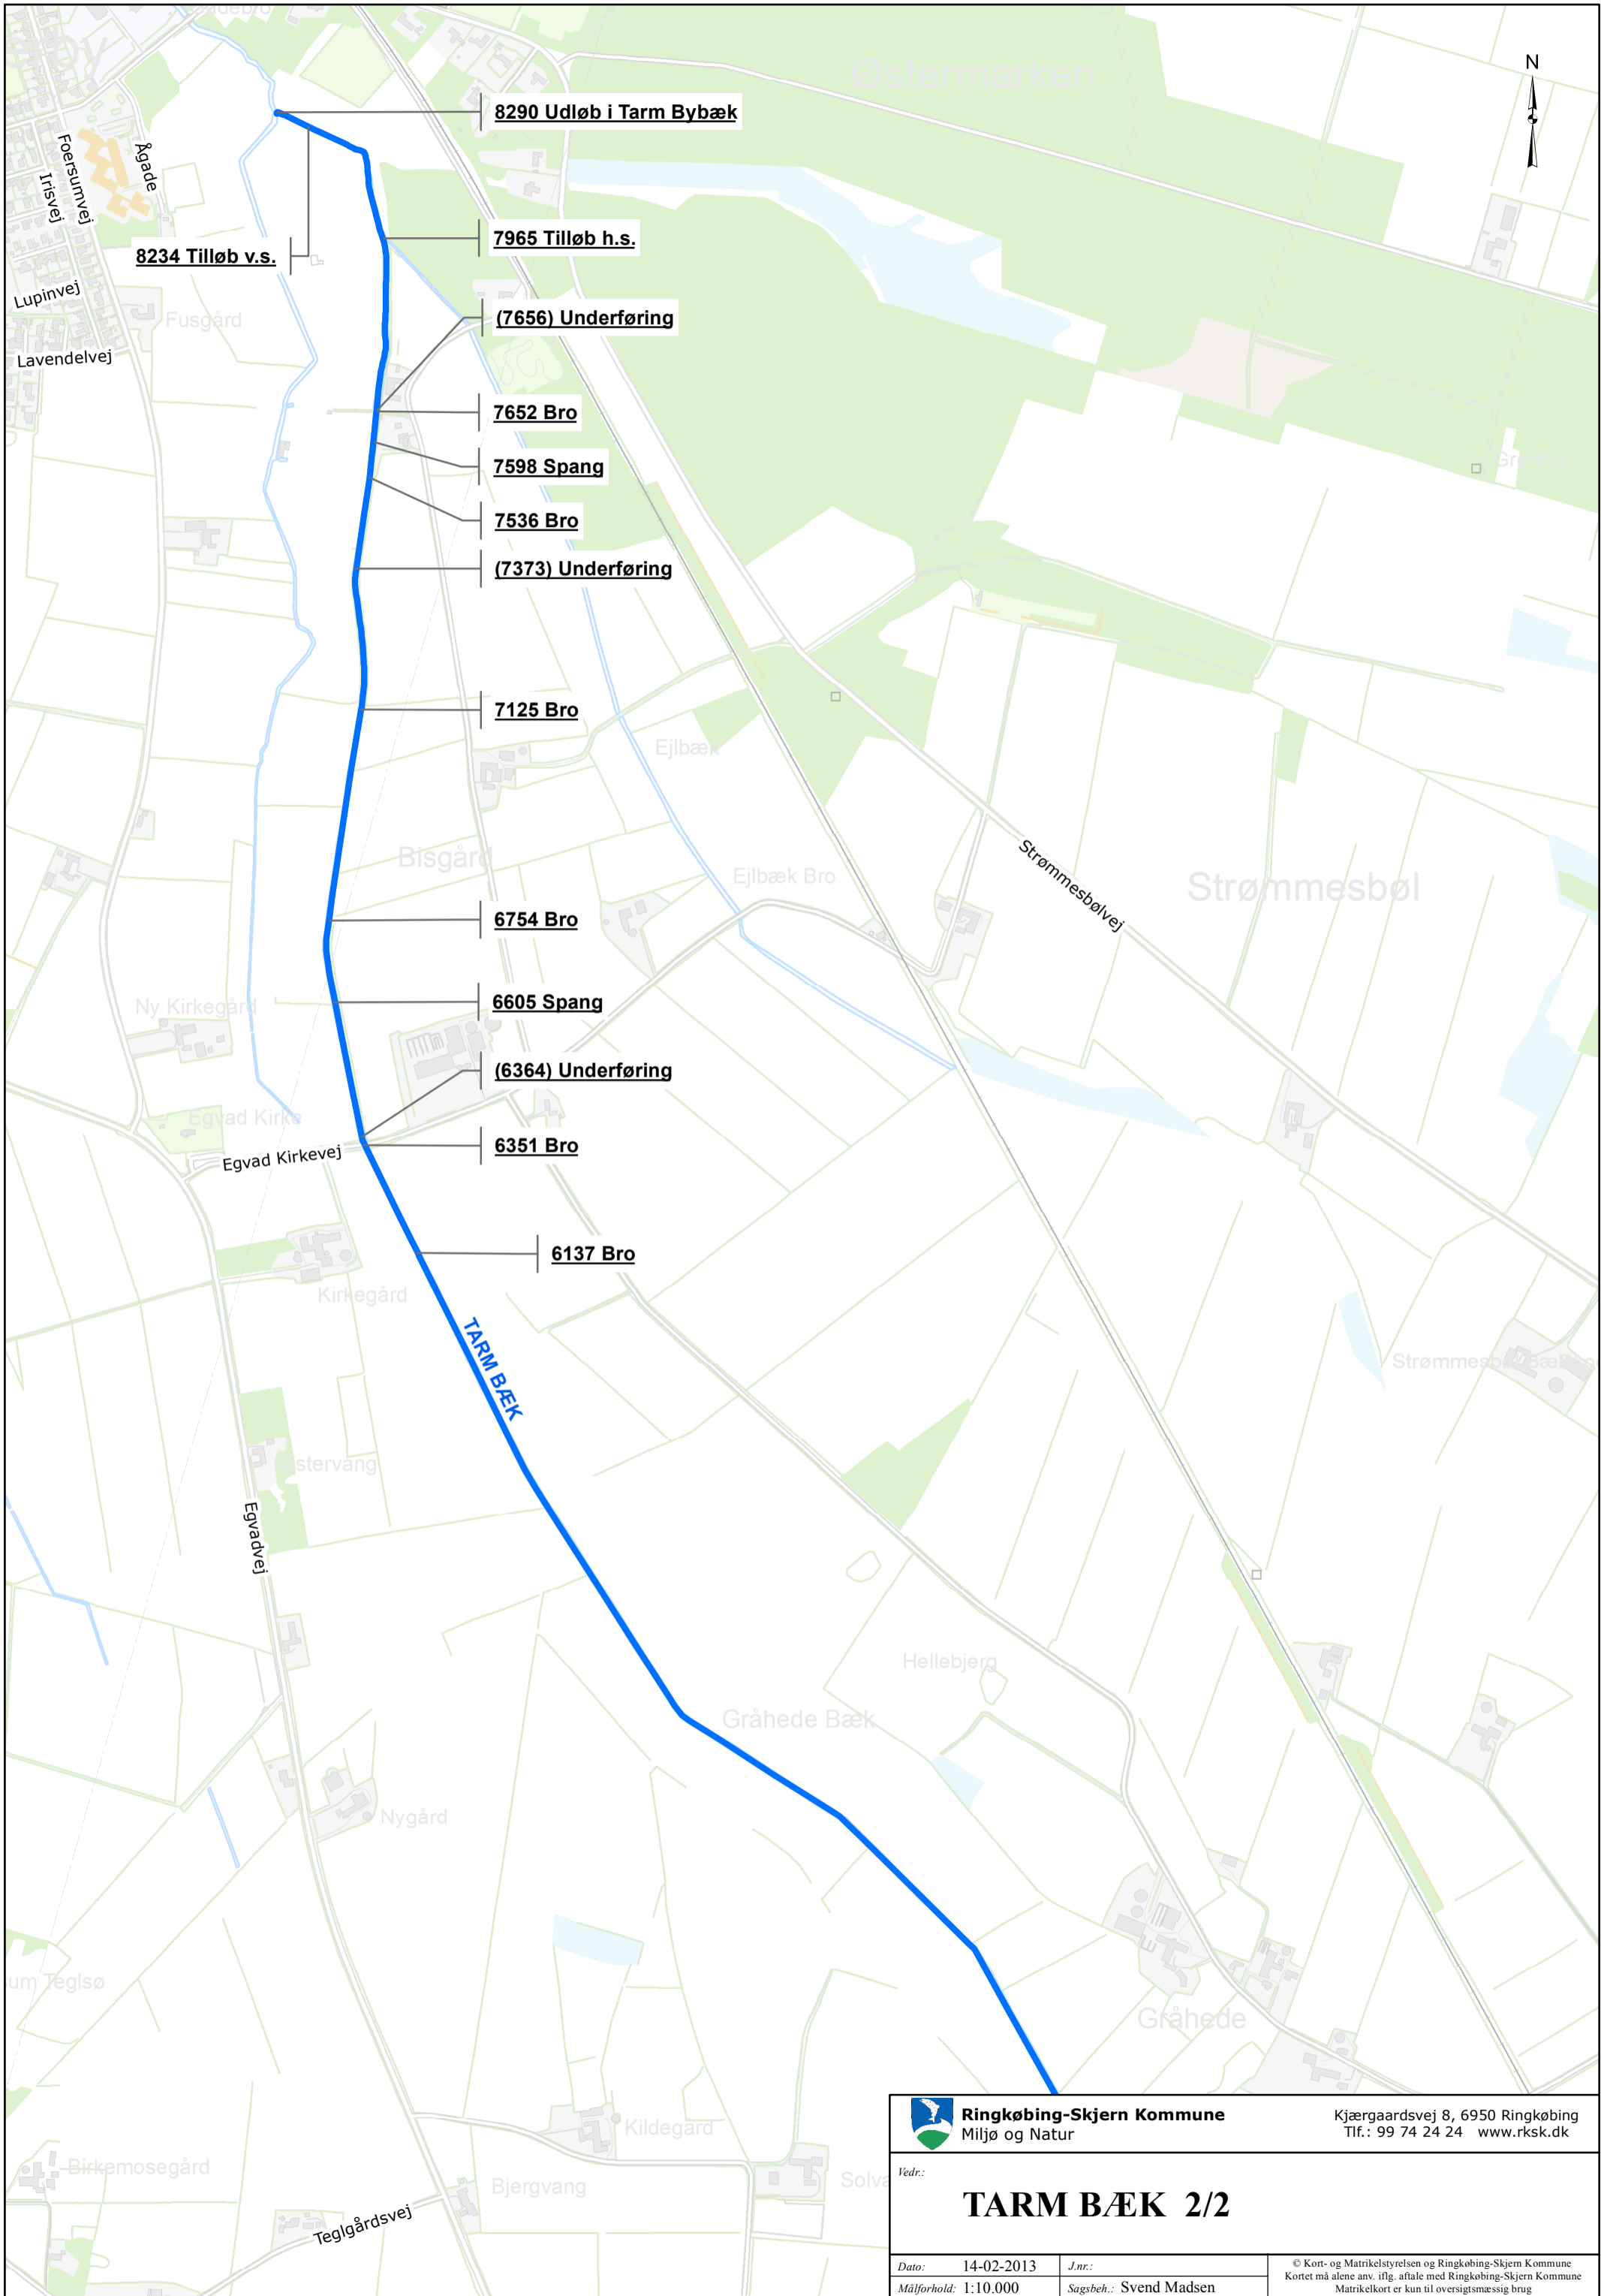 Østermarken
N
8290 Udløb i Tarm Bybæk
Foersumvej
Irisvej
Ågade
7965 Tilløb h.s.
8234 Tilløb v.s.
Lupinvej
Fusgård
(7656) Underføring
Lavendelvej
7652 Bro
7598 Spang
7536 Bro
(7373) Underføring
7125 Bro
Ejlbæk
Bisgård
Ejlbæk Bro
Strømmesbølvej
Strømmesbøl
6754 Bro
Ny Kirkegård
6605 Spang
(6364) Underføring
Egvad Kirke
Egvad Kirkevej
6351 Bro
6137 Bro
Kirkegård
TARM BÆK
stervang
Egvadvej
Hellebjerg
Gråhede Bæk
Nygård
um Teglsø
Gråhede
Kildegård
Birkemosegård
Bjergvang
Solva
Teglgårdsvej
Ringkøbing-Skjern Kommune
Miljø og Natur
Kjærgaardsvej 8, 6950 Ringkøbing
Tlf.: 99 74 24 24 www.rksk.dk
Vedr.:
TARM BÆK 2/2
Dato: 14-02-2013
J.nr.:
Målforhold: 1:10.000
Sagsbeh.: Svend Madsen
© Kort- og Matrikelstyrelsen og Ringkøbing-Skjern Kommune
Kortet må alene anv. iflg. aftale med Ringkøbing-Skjern Kommune
Matrikelkort er kun til oversigtsmæssig brug